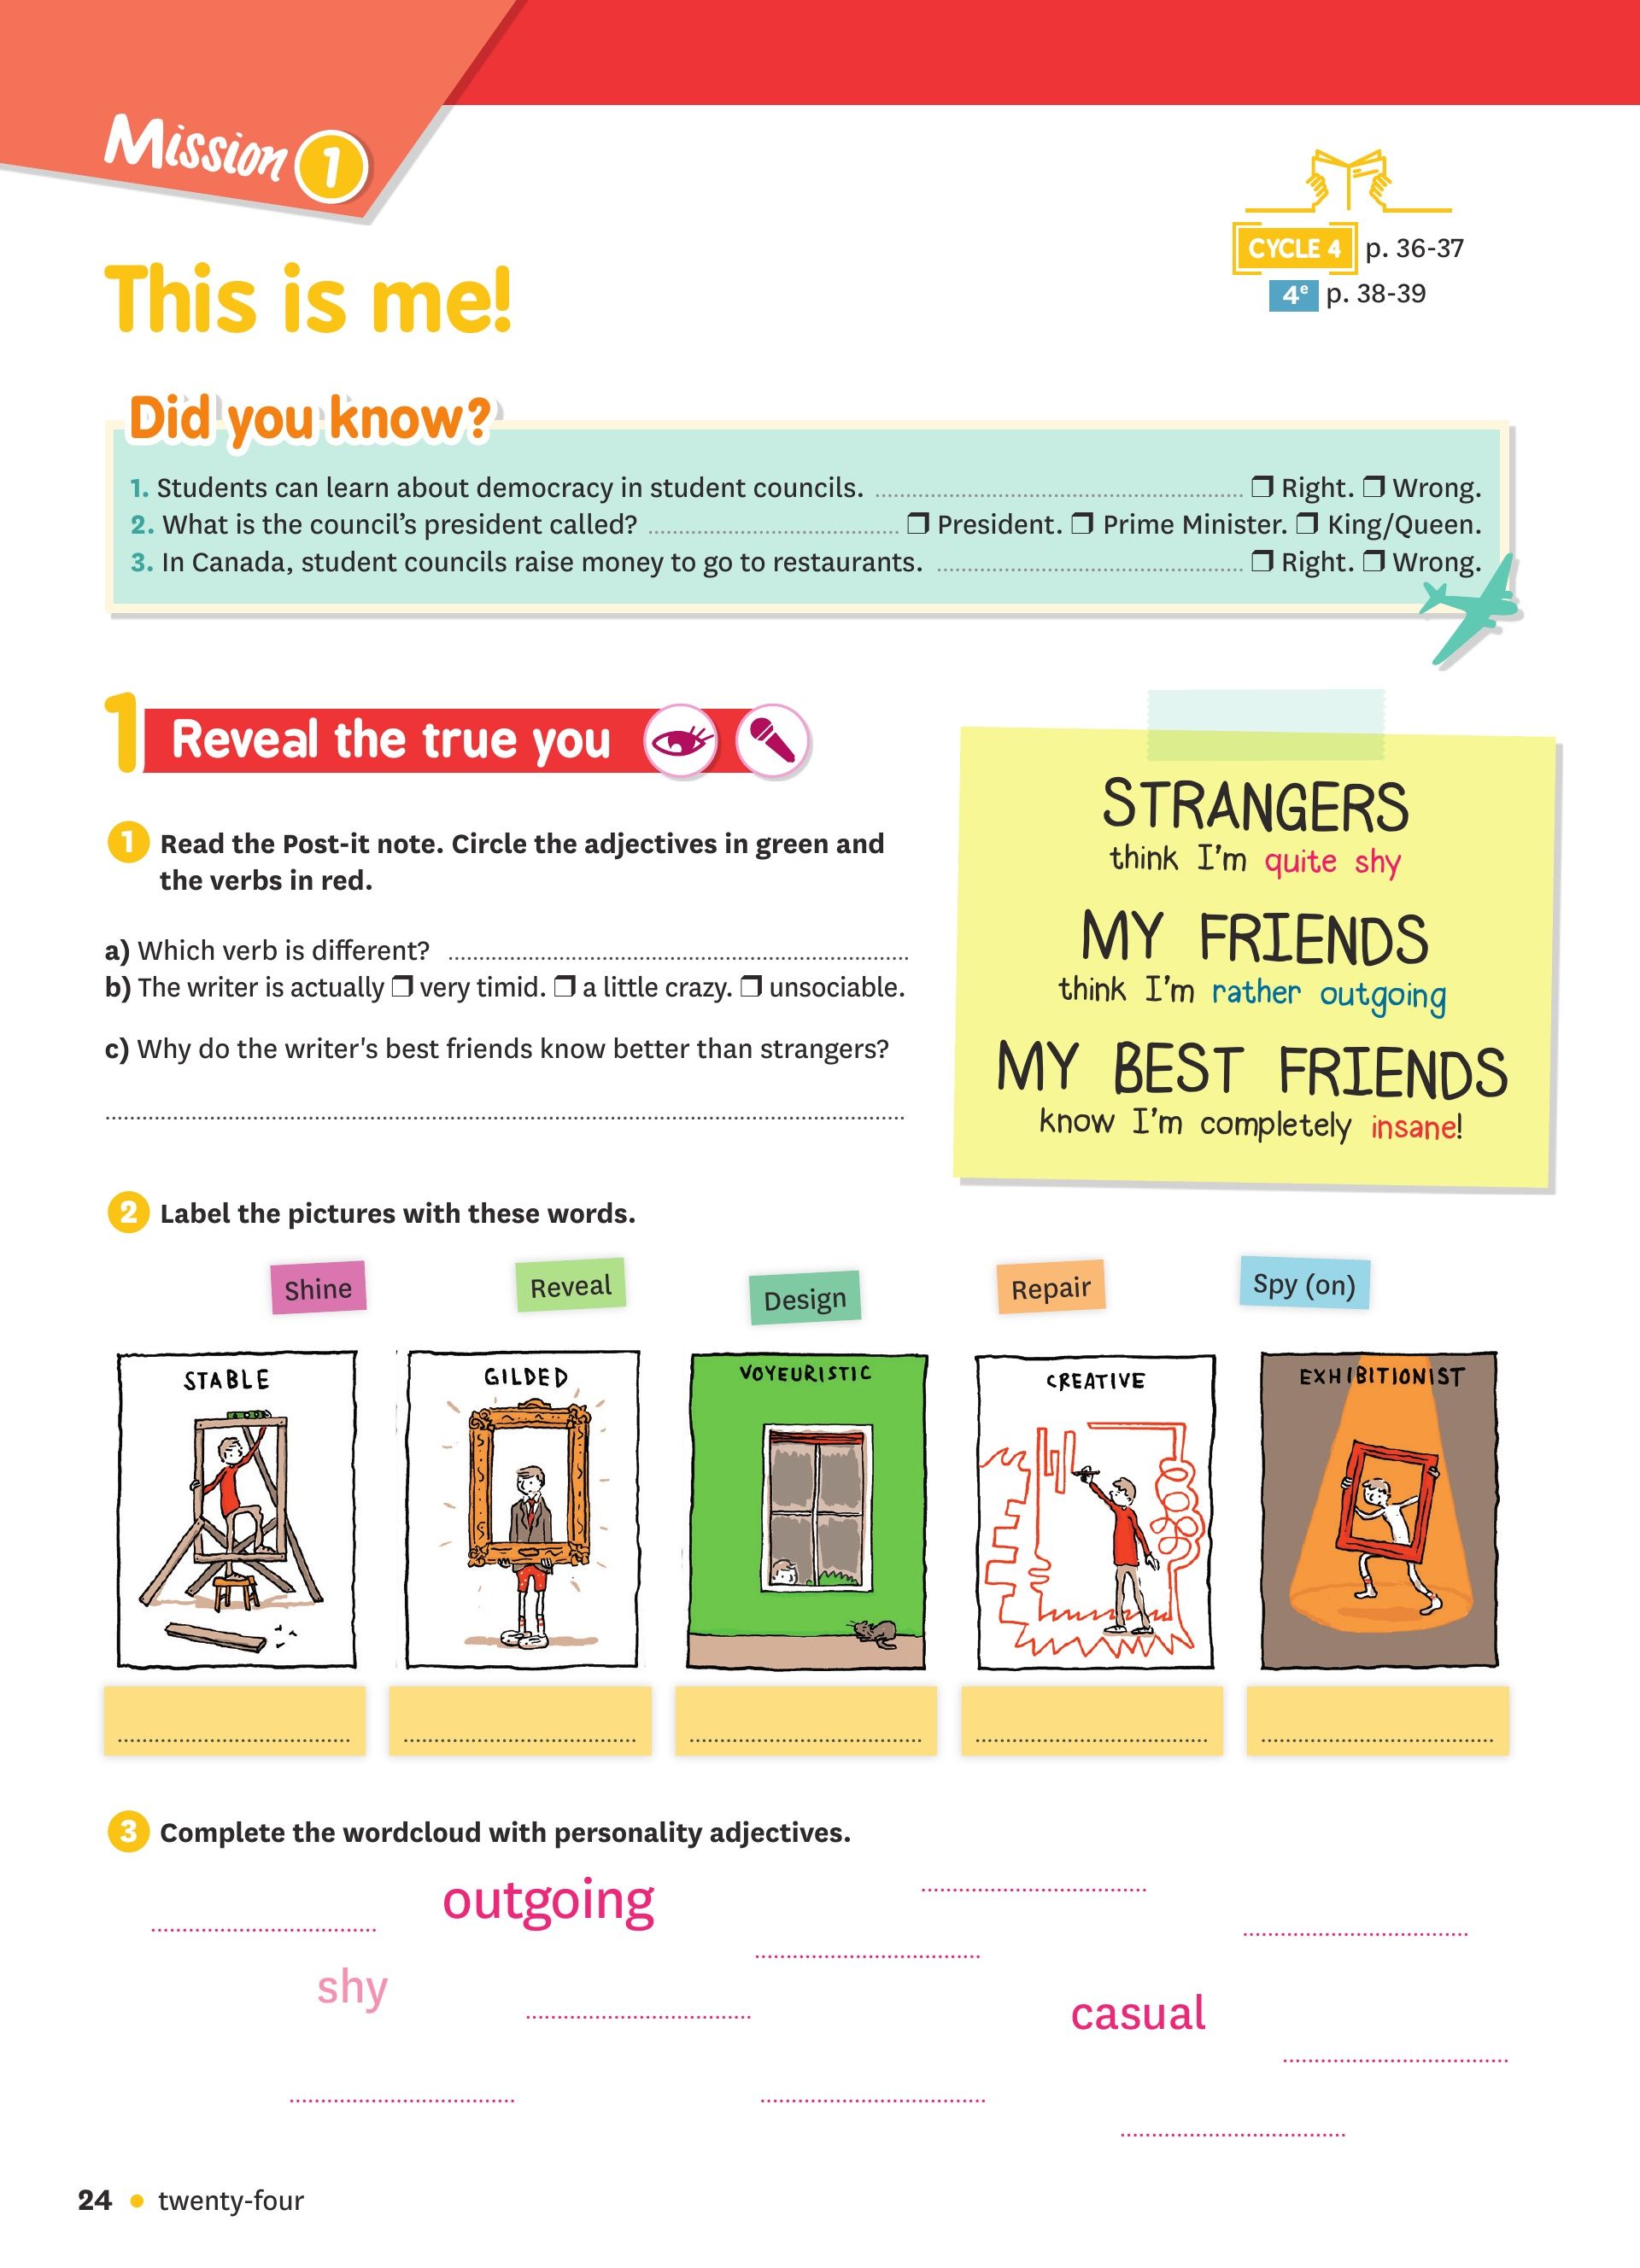 Mission 1
CYCLE 4 p. 36-37
4e p. 38-39
This is me!
Did you know?
1. Students can learn about democracy in student councils. ❒ Right. ❒ Wrong.
2. What is the council's president called? ❒ President. ❒ Prime Minister. ❒ King/Queen.
3. In Canada, student councils raise money to go to restaurants. ❒ Right. ❒ Wrong.
1 Reveal the true you
1 Read the Post-it note. Circle the adjectives in green and
the verbs in red.
a) Which verb is different?
b) The writer is actually ❒ very timid. ❒ a little crazy. ❒ unsociable.
c) Why do the writer's best friends know better than strangers?
STRANGERS
think I'm quite shy
MY FRIENDS
think I'm rather outgoing
MY BEST FRIENDS
know I'm completely insane!
2 Label the pictures with these words.
Shine
Reveal
Design
Repair
Spy (on)
STABLE
GILDED
VOYEURISTIC
CREATIVE
EXHIBITIONIST
3 Complete the wordcloud with personality adjectives.
outgoing
shy
casual
24 • twenty-four